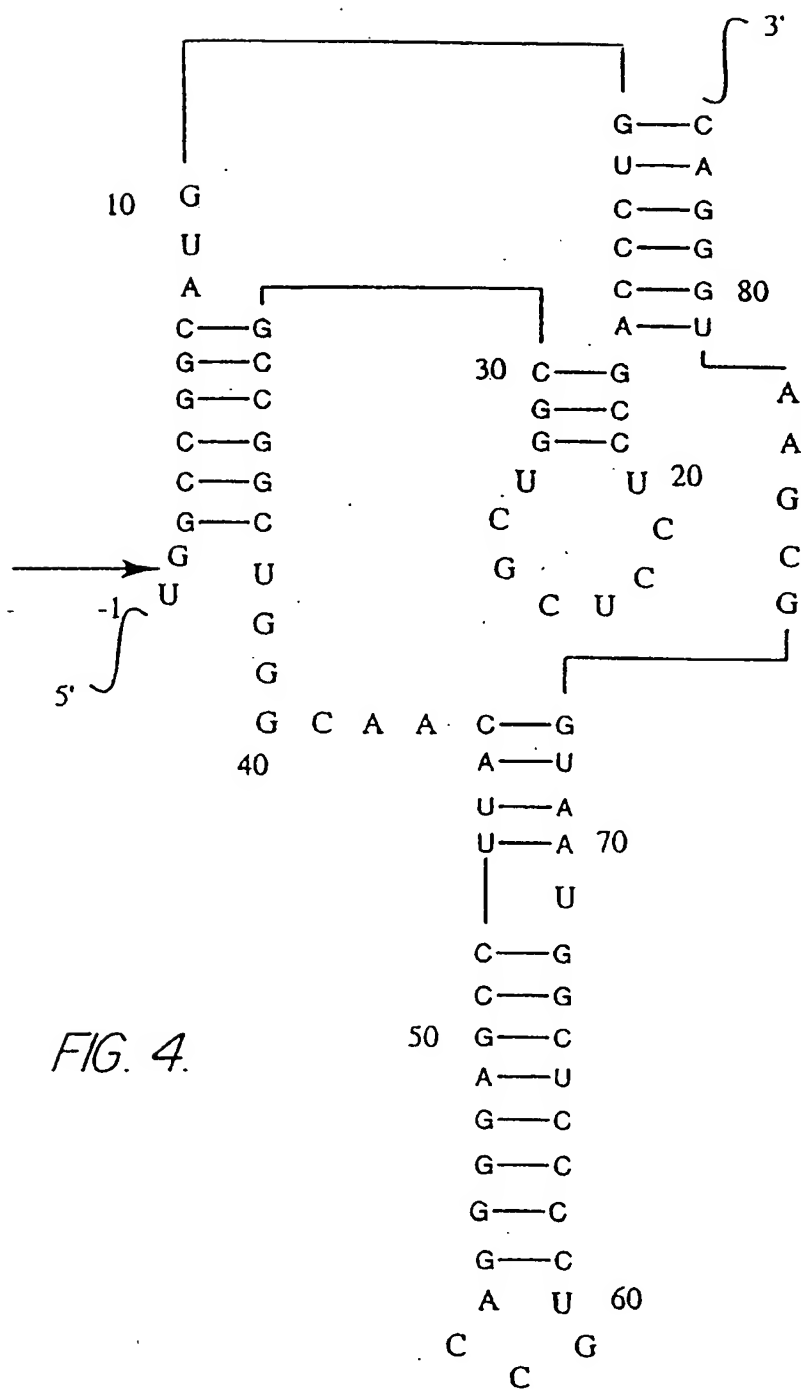 3'
G C
U A
G C G
10 U C G
A C G 80
C G A U
G C 30 C G A
G C G C A
C G G C G
C G U U 20 C
G C C C G
G U G C
-1 U G C U
5' G
G C A A C G
40 A U
U A
U A 70
U
C G
C G
FIG. 4. 50 G C
A U
G C
G C
G C
G C
A U 60
C G
C